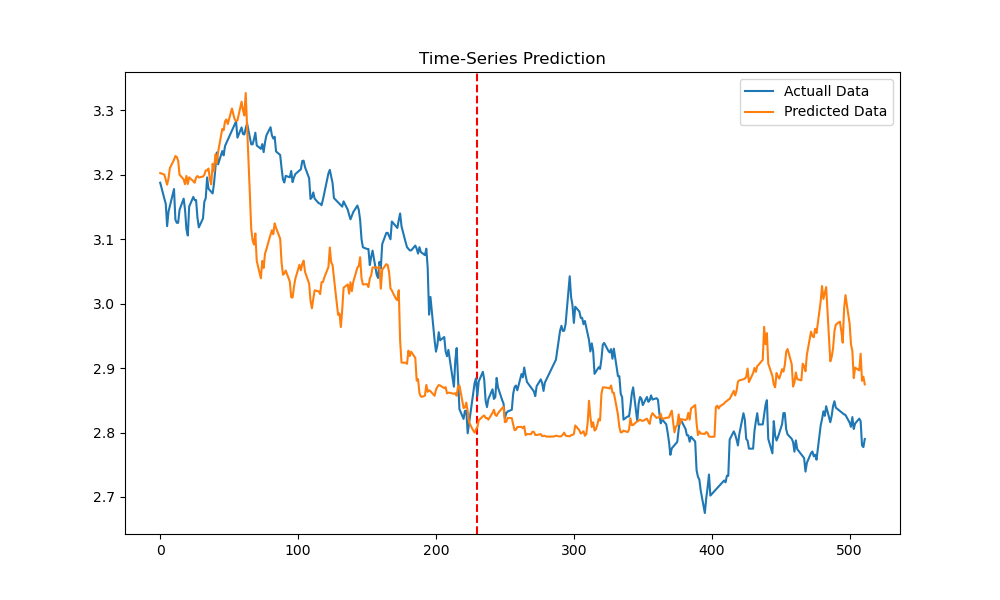 Time-Series Prediction
Actuall Data
Predicted Data
3.3
3.2
3.1
3.0
2.9
2.8
2.7
0 100 200 300 400 500